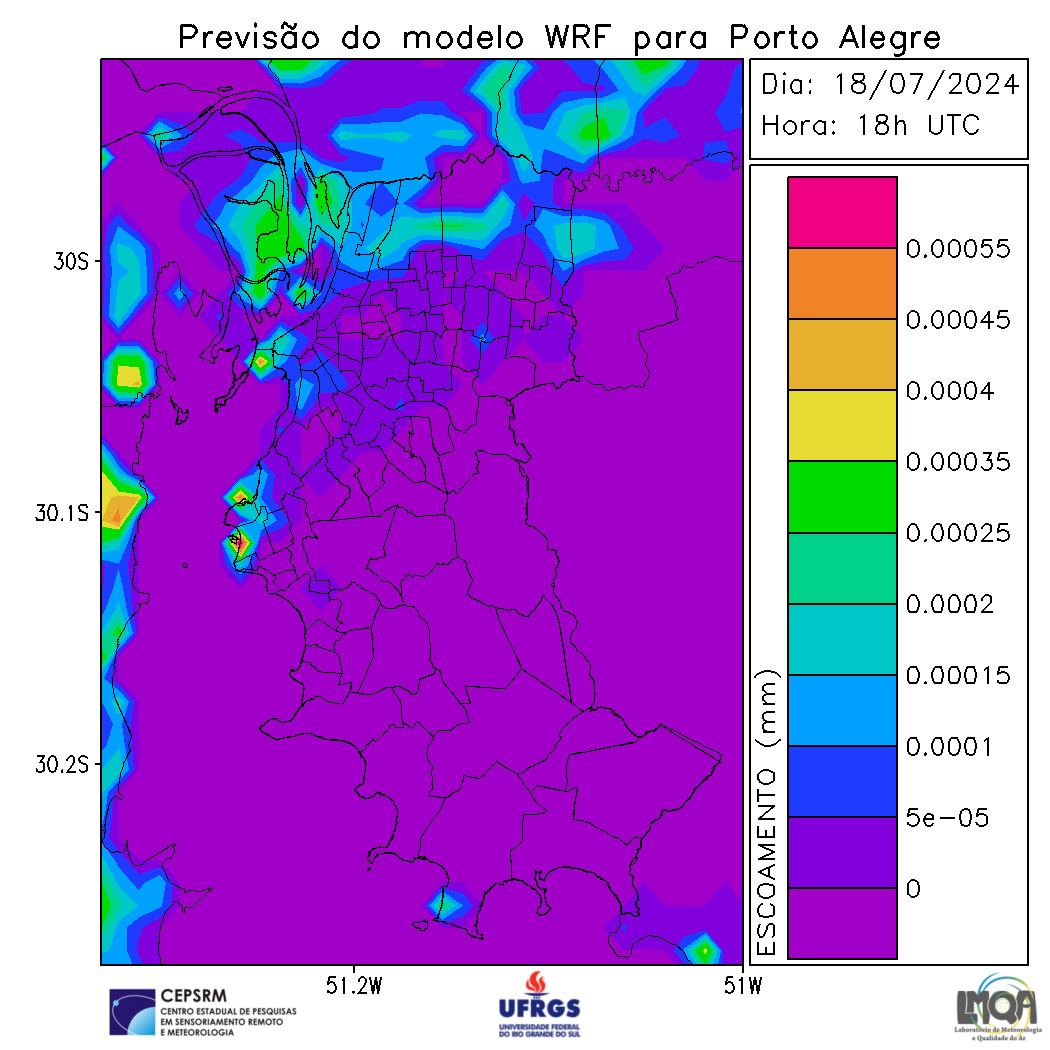 Previsão do modelo WRF para Porto Alegre
Dia: 18/07/2024
Hora: 18h UTC
0.00055
0.00045
0.0004
0.00035
0.00025
0.0002
0.00015
0.0001
5e-05
0
ESCOAMENTO (mm)
30S
30.1S
30.2S
51.2W
51W
CEPSRM
CENTRO ESTADUAL DE PESQUISAS
EM SENSORIAMENTO REMOTO
E METEOROLOGIA
UFRGS
UNIVERSIDADE FEDERAL
DO RIO GRANDE DO SUL
LMQA
Laboratório de Meteorologia
e Qualidade do Ar